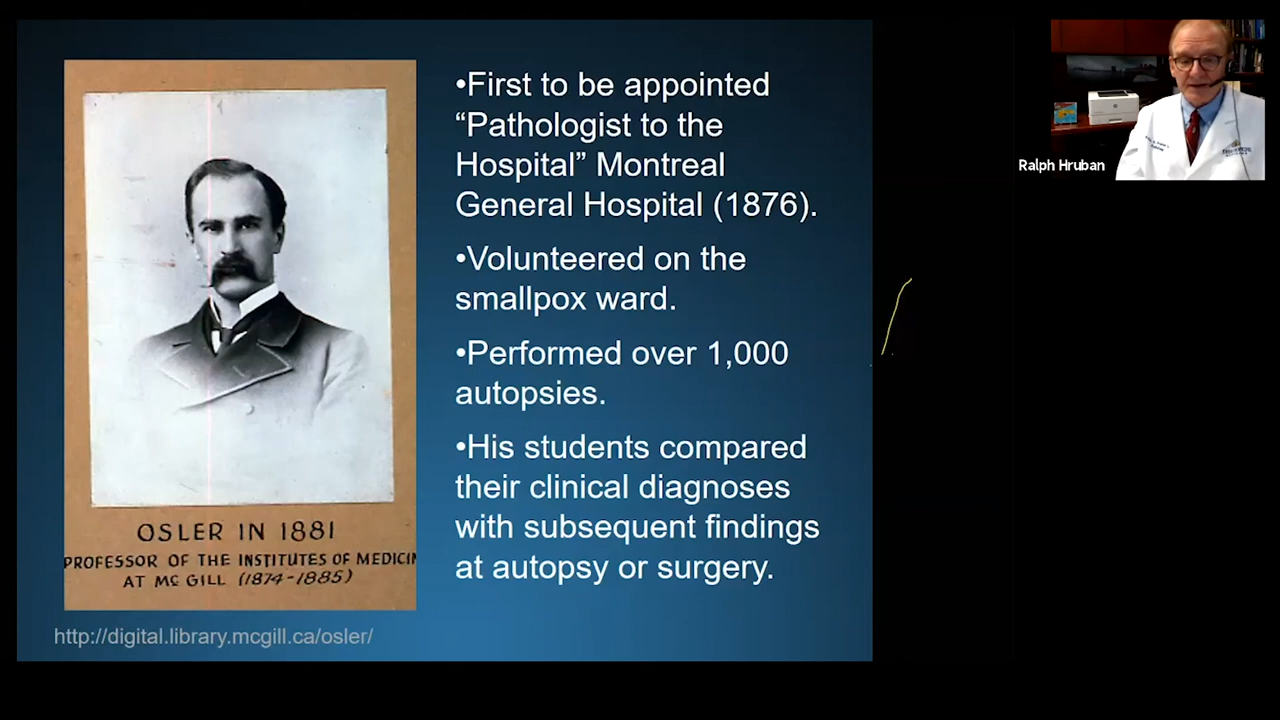 •First to be appointed
“Pathologist to the
Hospital” Montreal
General Hospital (1876).
•Volunteered on the
smallpox ward.
•Performed over 1,000
autopsies.
•His students compared
their clinical diagnoses
with subsequent findings
at autopsy or surgery.
OSLER IN 1881
PROFESSOR OF THE INSTITUTES OF MEDICIN
AT MC GILL (1874-1885)
http://digital.library.mcgill.ca/osler/
Ralph Hruban